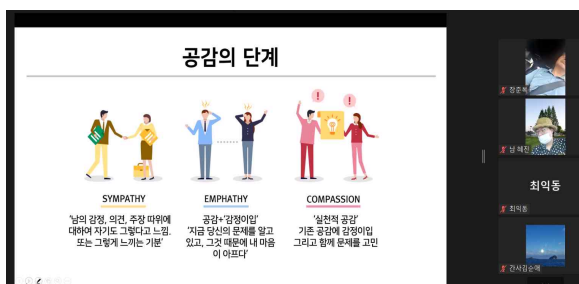 공감의 단계
SYMPATHY
'남의 감정, 의견, 주장 따위에
대하여 자기도 그렇다고 느낌.
또는 그렇게 느끼는 기분'
EMPHATHY
공감+'감정이입'
'지금 당신의 문제를 알고
있고, 그것 때문에 내 마음
이 아프다'
COMPASSION
'실천적 공감'
기존 공감에 감정이입
그리고 함께 문제를 고민
장준복
남 혜진
최익동
최익동
간사김순애